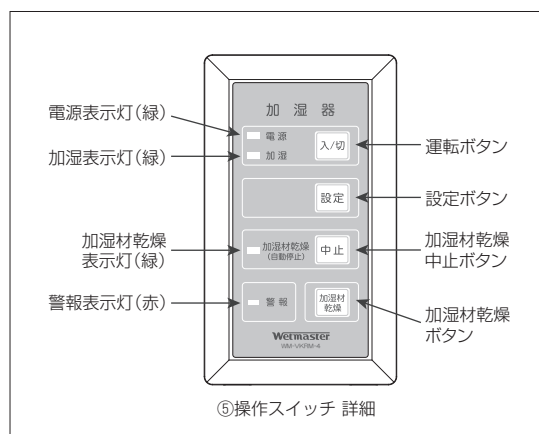 加湿器
電源表示灯(緑)
電源
入/切
運転ボタン
加湿表示灯(緑)
加湿
設定
設定ボタン
加湿材乾燥
表示灯(緑)
加湿材乾燥
(自動停止)
中止
加湿材乾燥
中止ボタン
警報表示灯(赤)
警報
加湿材
乾燥
加湿材乾燥
ボタン
Wetmaster
WM-VKRM-4
⑤操作スイッチ 詳細